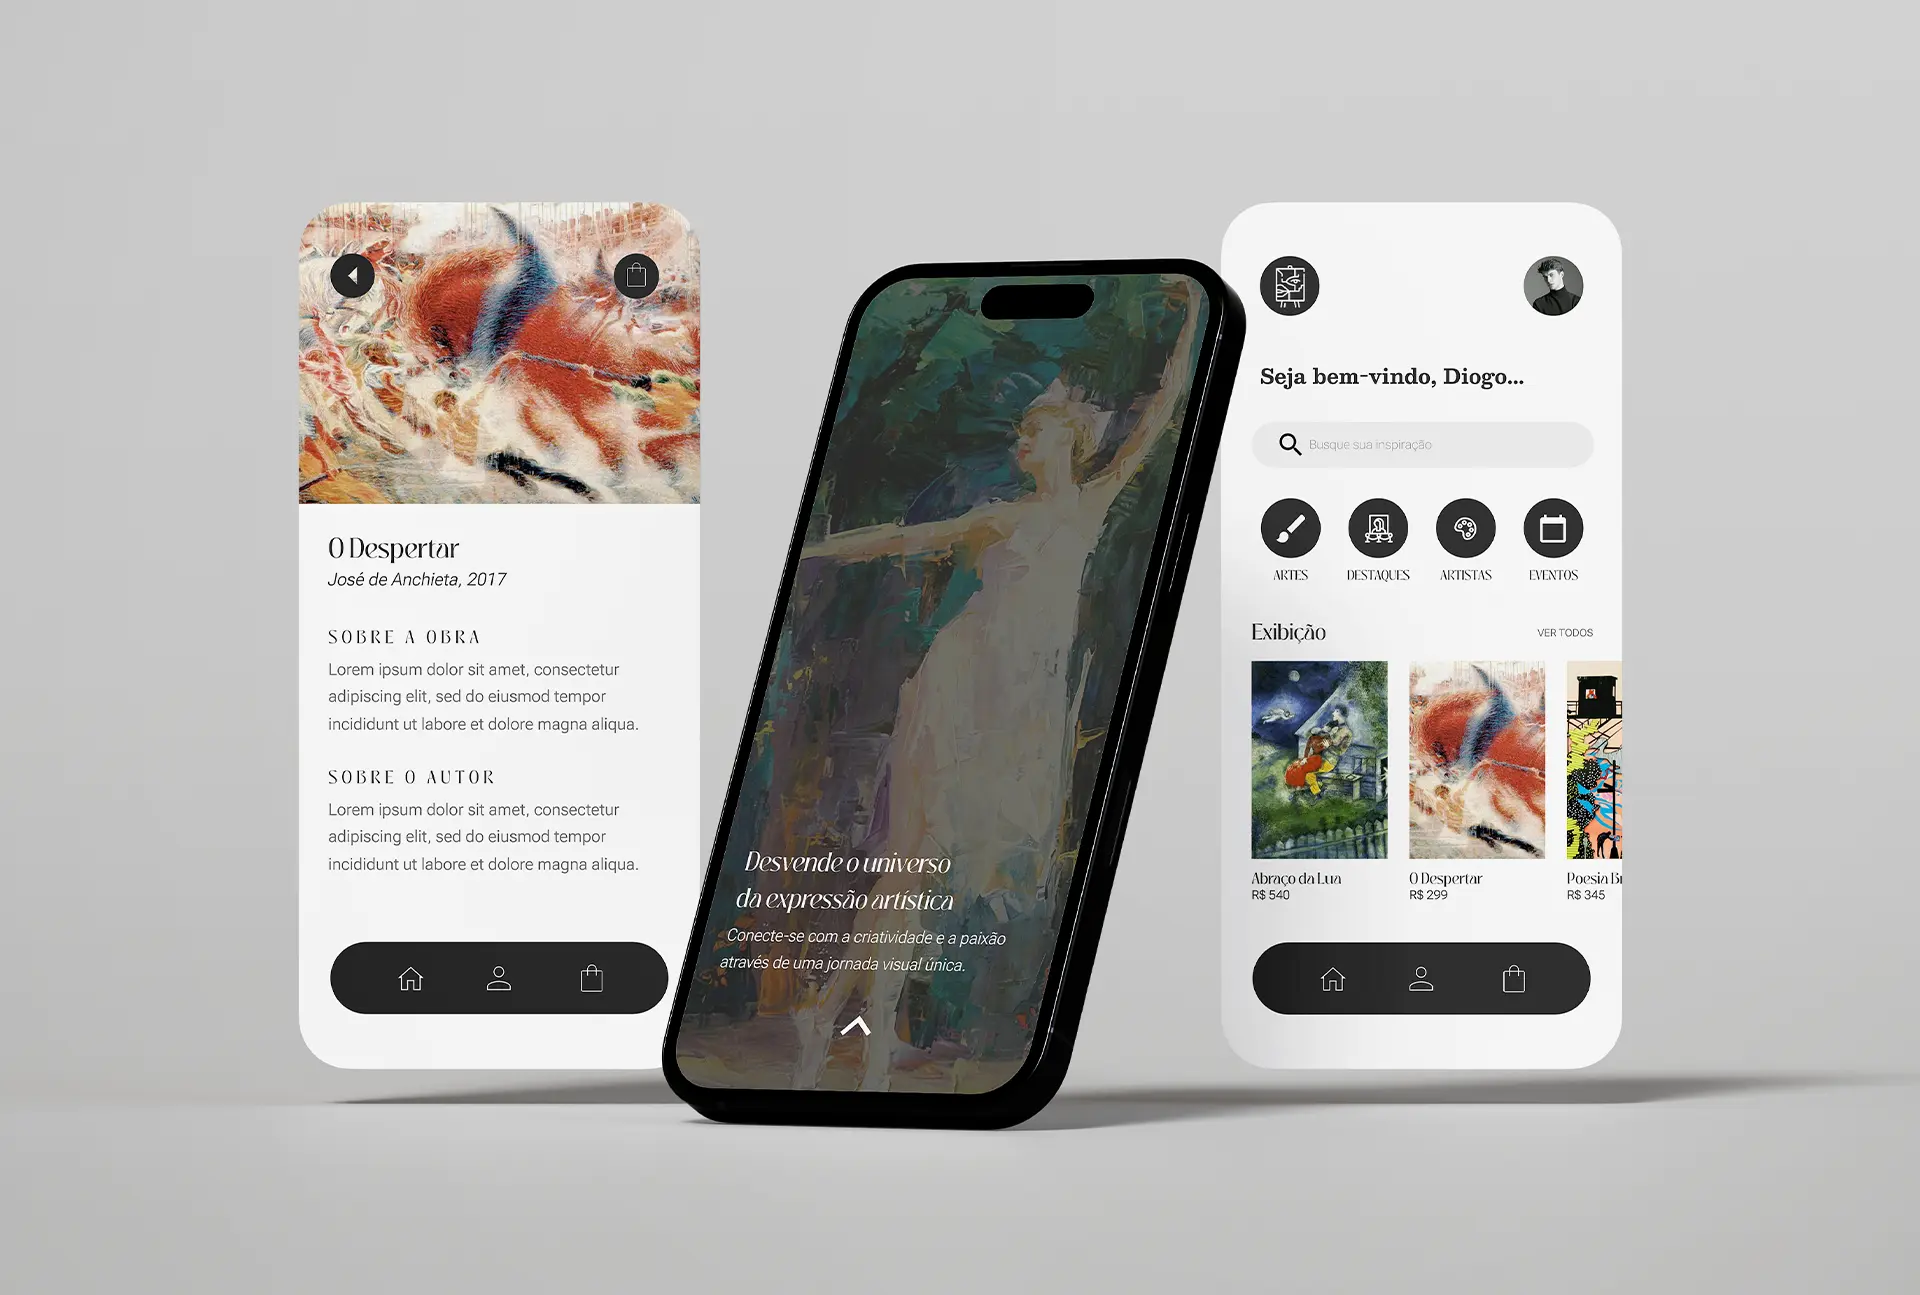 O Despertar
José de Anchieta, 2017
SOBRE A OBRA
Lorem ipsum dolor sit amet, consectetur
adipiscing elit, sed do eiusmod tempor
incididunt ut labore et dolore magna aliqua.
SOBRE O AUTOR
Lorem ipsum dolor sit amet, consectetur
adipiscing elit, sed do eiusmod tempor
incididunt ut labore et dolore magna aliqua.
Desvende o universo
da expressão artística
Conecte-se com a criatividade e a paixão
através de uma jornada visual única.
Seja bem-vindo, Diogo...
Busque sua inspiração
ARTES DESTAQUES ARTISTAS EVENTOS
Exibição VER TODOS
Abraço da Lua O Despertar Poesia Br
R$ 540 R$ 299 R$ 345